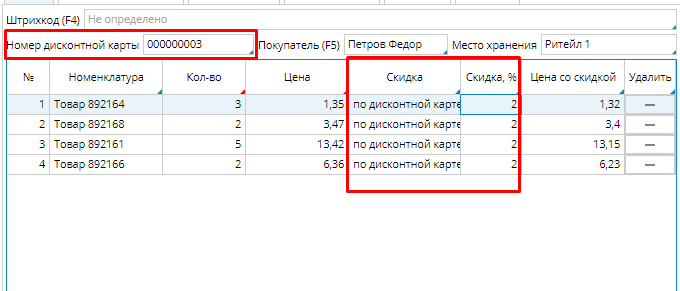 Штрихкод (F4) Не определено
Номер дисконтной карты 000000003 Покупатель (F5) Петров Федор Место хранения Ритейл 1
№ Номенклатура Кол-во Цена Скидка Скидка, % Цена со скидкой Удалить
1 Товар 892164 3 1,35 по дисконтной карте 2 1,32 —
2 Товар 892168 2 3,47 по дисконтной карте 2 3,4 —
3 Товар 892161 5 13,42 по дисконтной карте 2 13,15 —
4 Товар 892166 2 6,36 по дисконтной карте 2 6,23 —